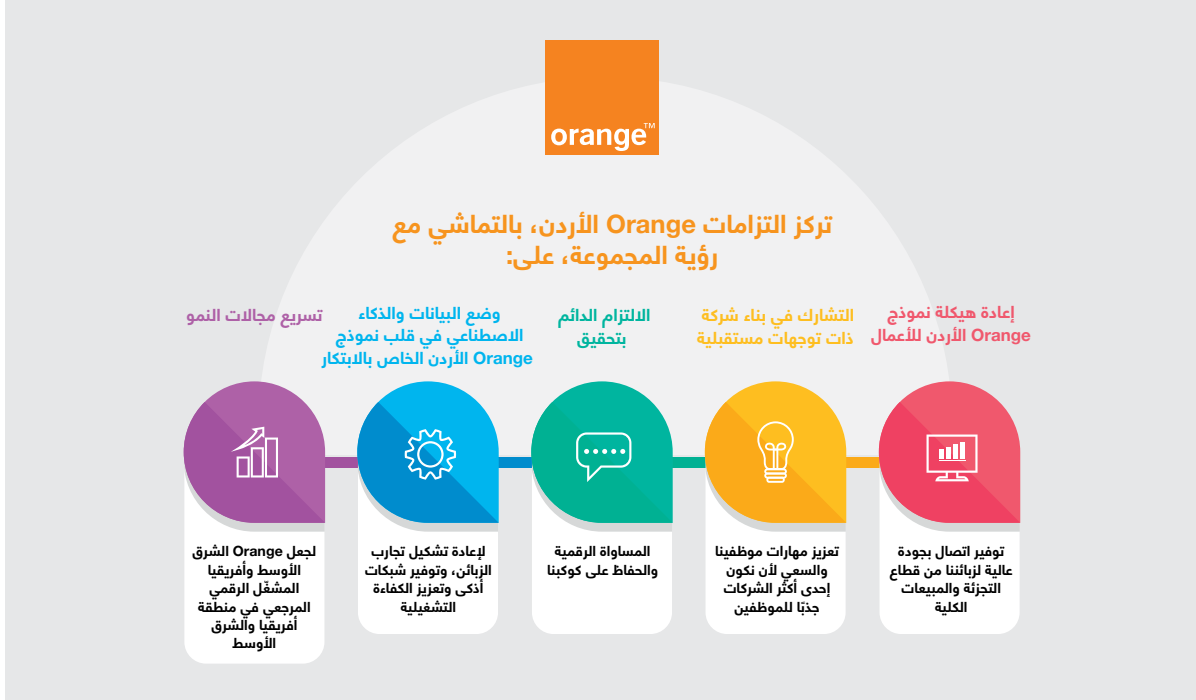 orange™
تركز التزامات Orange الأردن، بالتماشي مع
رؤية المجموعة، على:
إعادة هيكلة نموذج
Orange الأردن للأعمال
توفير اتصال بجودة
عالية لزبائننا من قطاع
التجزئة والمبيعات
الكلية
التشارك في بناء شركة
ذات توجهات مستقبلية
تعزيز مهارات موظفينا
والسعي لأن نكون
إحدى أكثر الشركات
جذبًا للموظفين
الالتزام الدائم
بتحقيق
المساواة الرقمية
والحفاظ على كوكبنا
وضع البيانات والذكاء
الاصطناعي في قلب نموذج
Orange الأردن الخاص بالابتكار
لإعادة تشكيل تجارب
الزبائن، وتوفير شبكات
أذكى وتعزيز الكفاءة
التشغيلية
تسريع مجالات النمو
لجعل Orange الشرق
الأوسط وأفريقيا
المشغّل الرقمي
المرجعي في منطقة
أفريقيا والشرق
الأوسط